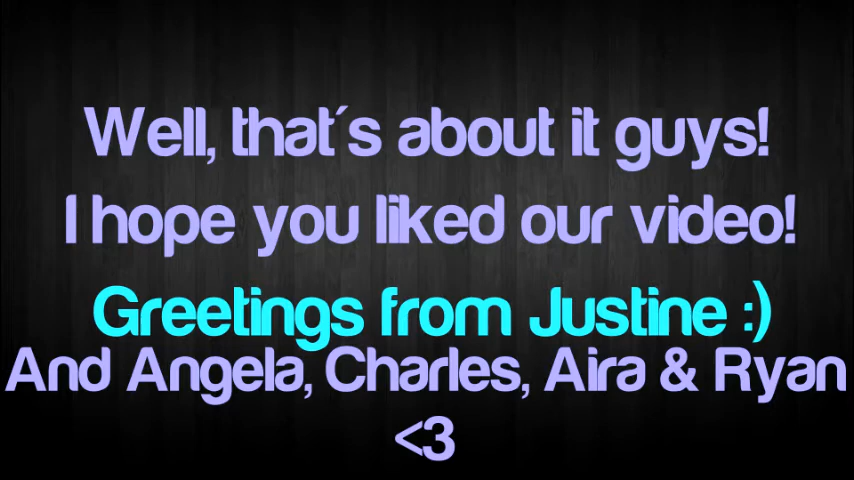 Well, that´s about it guys!
I hope you liked our video!
Greetings from Justine :)
And Angela, Charles, Aira & Ryan
<3